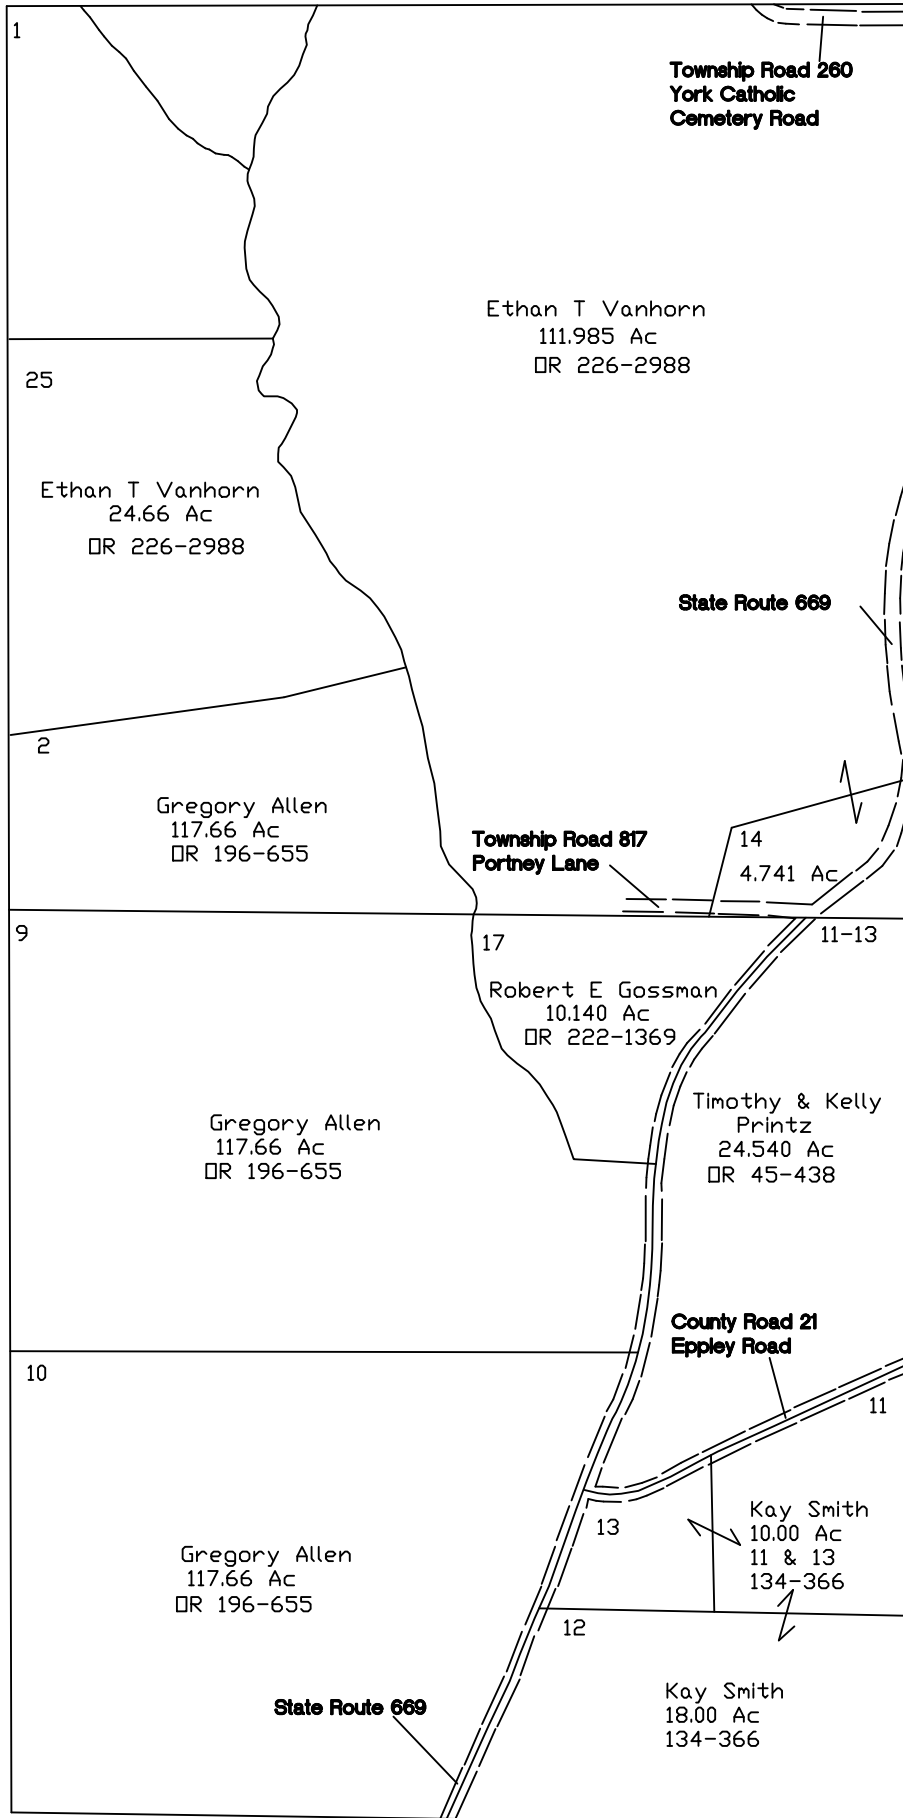 1
Township Road 260
York Catholic
Cemetery Road
Ethan T Vanhorn
111.985 Ac
OR 226-2988
25
Ethan T Vanhorn
24.66 Ac
OR 226-2988
State Route 669
2
Gregory Allen
117.66 Ac
OR 196-655
Township Road 817
Portney Lane
14
4.741 Ac
9
17
11-13
Robert E Gossman
10.140 Ac
OR 222-1369
Timothy & Kelly
Printz
24.540 Ac
OR 45-438
Gregory Allen
117.66 Ac
OR 196-655
County Road 21
Eppley Road
10
11
Kay Smith
10.00 Ac
11 & 13
134-366
13
Gregory Allen
117.66 Ac
OR 196-655
12
Kay Smith
18.00 Ac
134-366
State Route 669